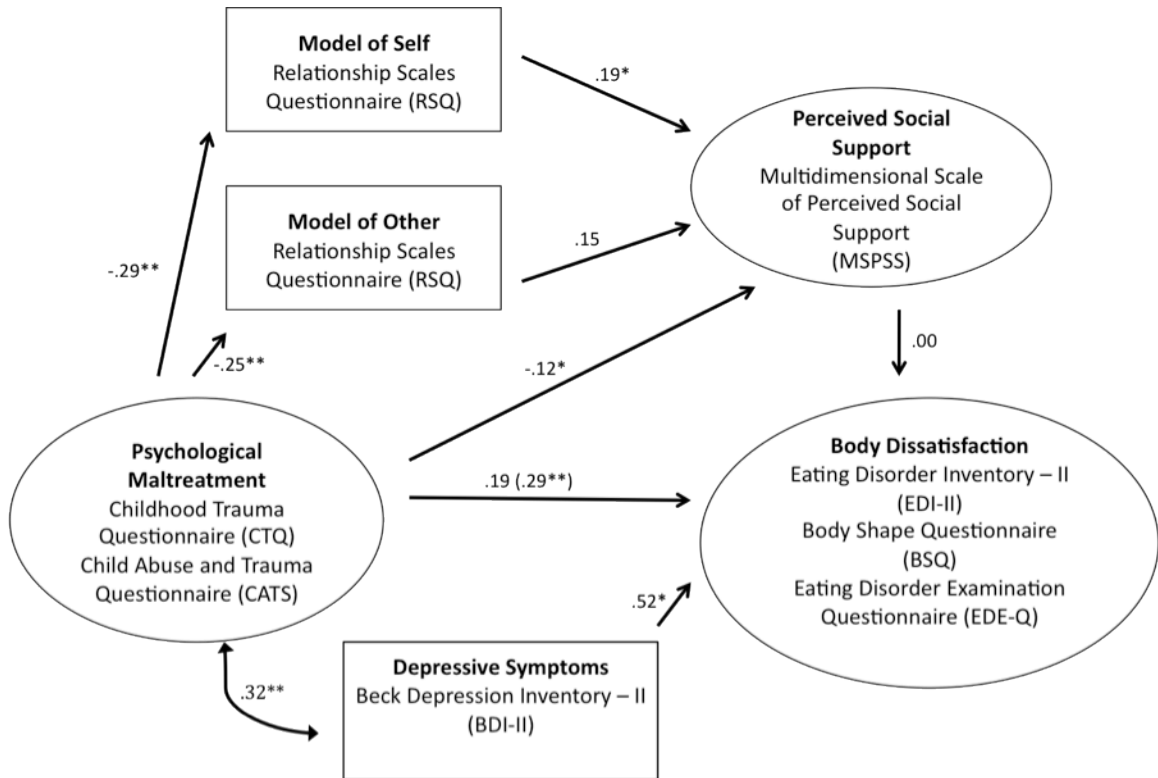 Model of Self
Relationship Scales
Questionnaire (RSQ)
.19*
Perceived Social
Support
Multidimensional Scale
of Perceived Social
Support
(MSPSS)
Model of Other
Relationship Scales
Questionnaire (RSQ)
.15
-.29**
-.25**
-.12*
.00
Psychological
Maltreatment
Childhood Trauma
Questionnaire (CTQ)
Child Abuse and Trauma
Questionnaire (CATS)
.19 (.29**)
Body Dissatisfaction
Eating Disorder Inventory – II
(EDI-II)
Body Shape Questionnaire
(BSQ)
Eating Disorder Examination
Questionnaire (EDE-Q)
.52*
.32**
Depressive Symptoms
Beck Depression Inventory – II
(BDI-II)